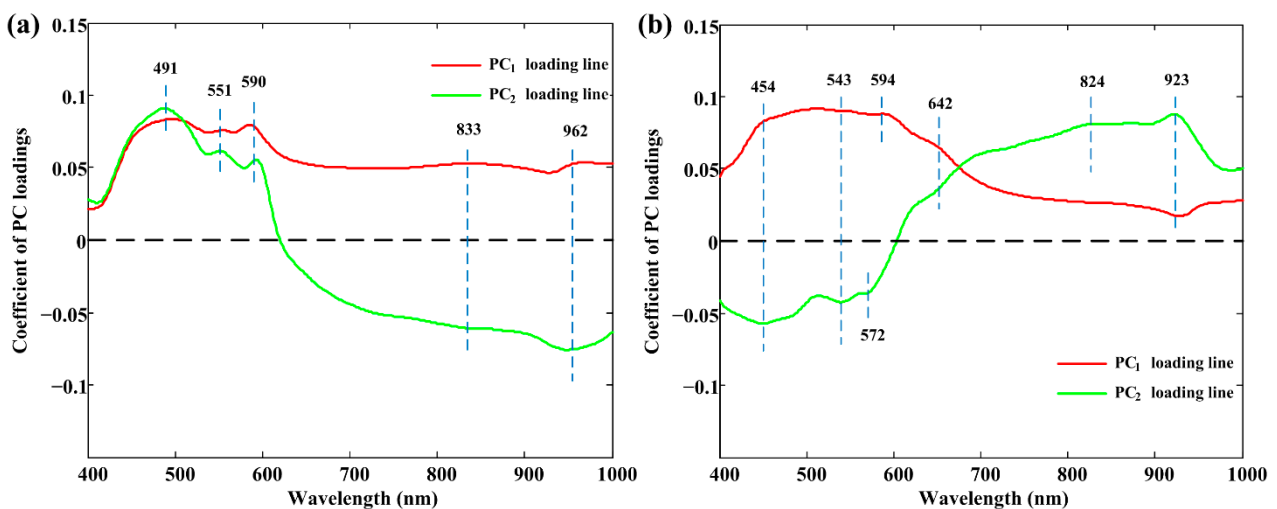 (a)
0.15
0.1
0.05
0
−0.05
−0.1
Coefficient of PC loadings
491
551
590
833
962
PC1 loading line
PC2 loading line
400 500 600 700 800 900 1000
Wavelength (nm)
(b)
0.15
0.1
0.05
0
−0.05
−0.1
Coefficient of PC loadings
454
543
594
642
824
923
572
PC1 loading line
PC2 loading line
400 500 600 700 800 900 1000
Wavelength (nm)